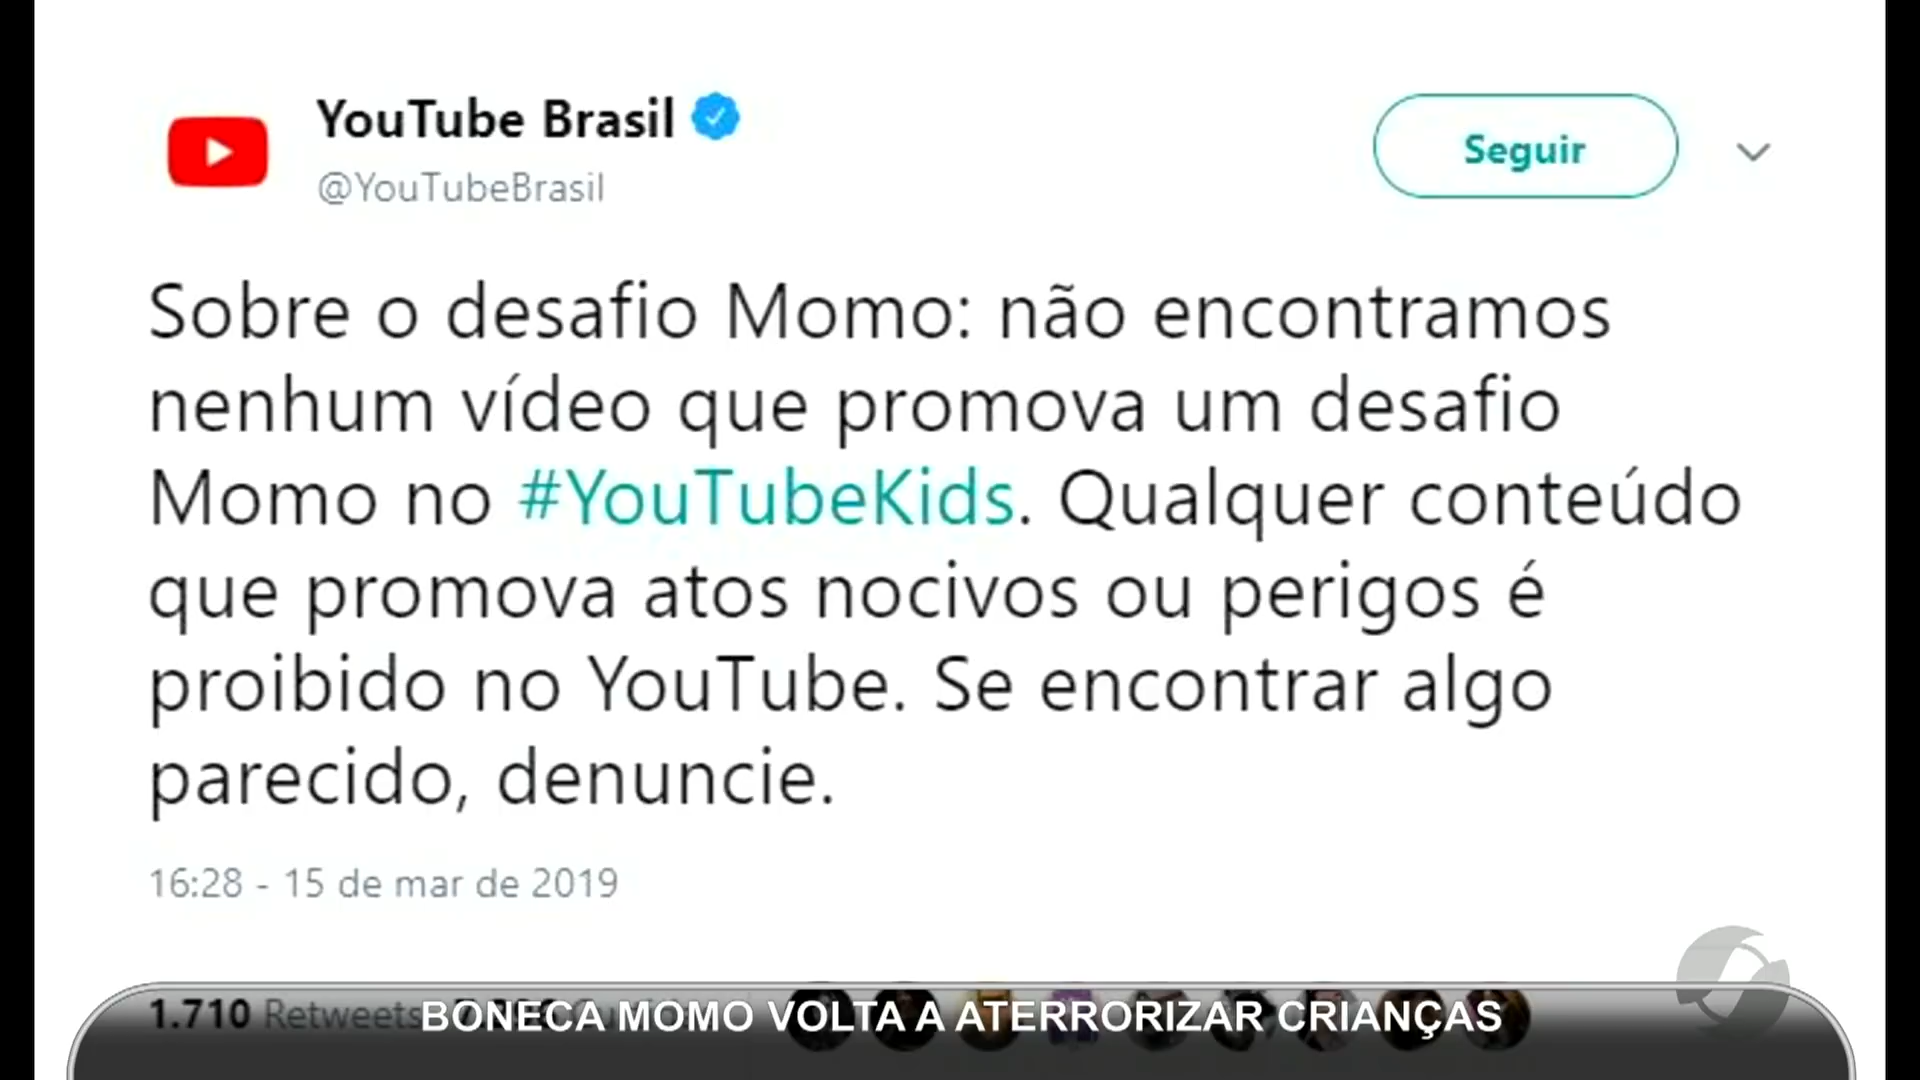 YouTube Brasil
@YouTubeBrasil
Seguir
Sobre o desafio Momo: não encontramos
nenhum vídeo que promova um desafio
Momo no #YouTubeKids. Qualquer conteúdo
que promova atos nocivos ou perigos é
proibido no YouTube. Se encontrar algo
parecido, denuncie.
16:28 - 15 de mar de 2019
1.710 Retweets
BONECA MOMO VOLTA A ATERRORIZAR CRIANÇAS